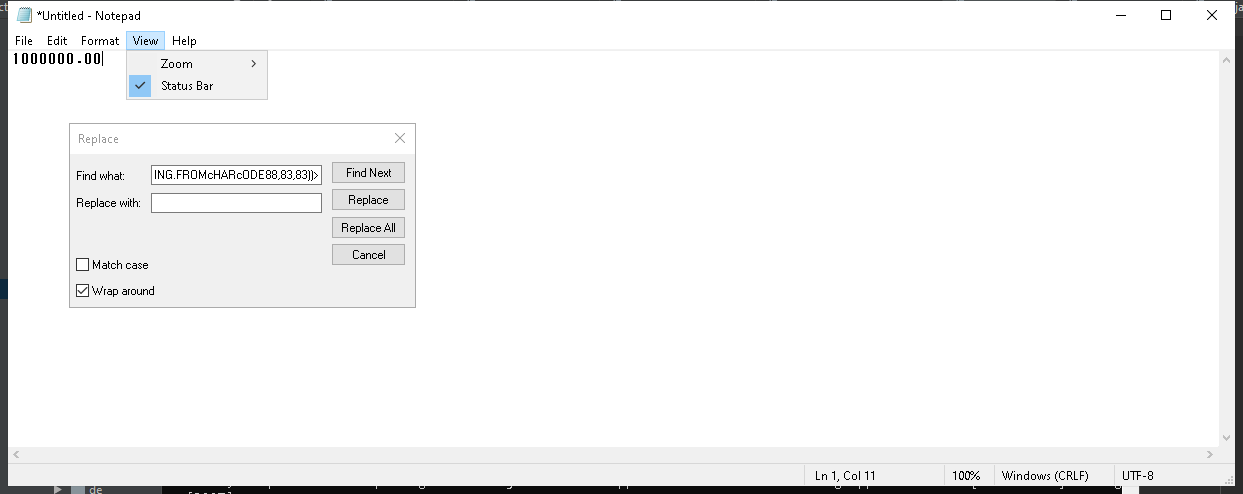 *Untitled - Notepad
File Edit Format View Help
1000000.00
Zoom
Status Bar
Replace
Find what: ING.FROMcHARcODE88,83,83))> Find Next
Replace with: Replace
Replace All
Cancel
Match case
Wrap around
Ln 1, Col 11 100% Windows (CRLF) UTF-8
de